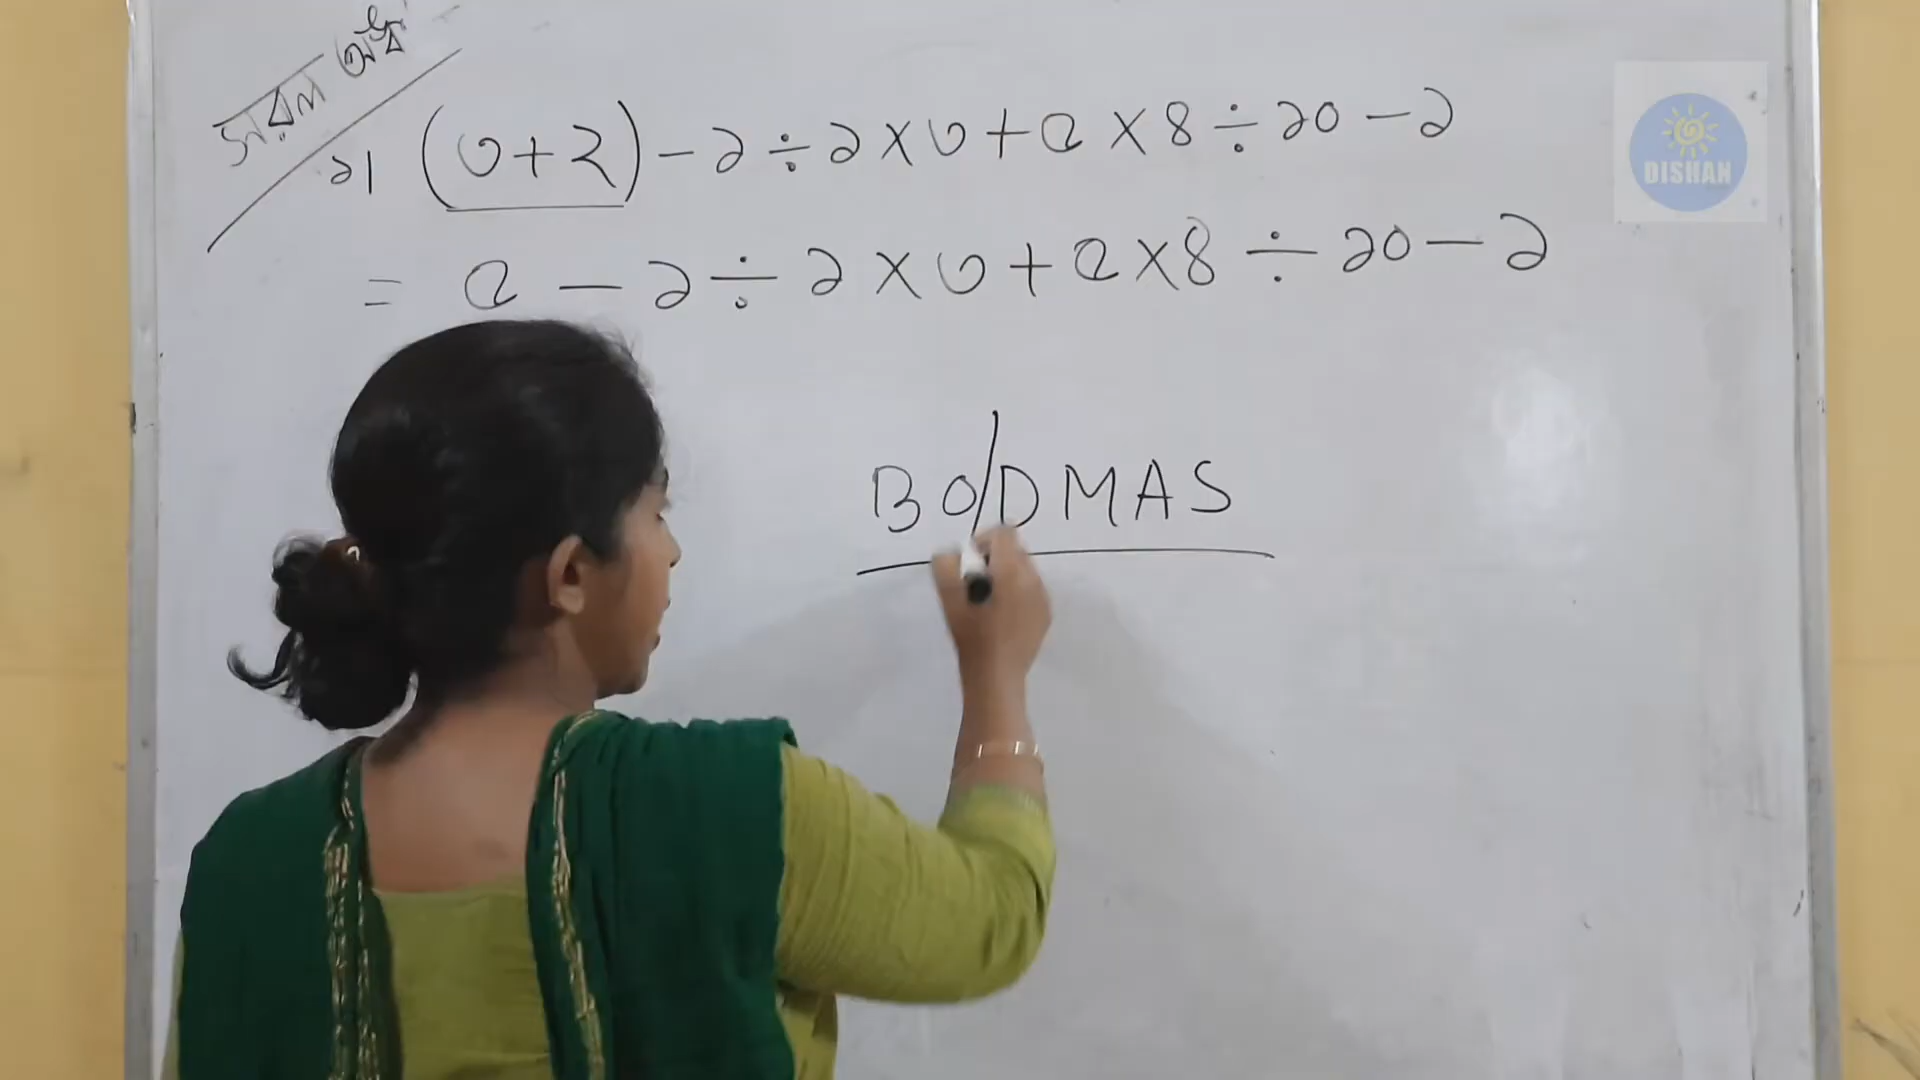 সরল অঙ্ক
১। (৩+২) − ১ ÷ ১ × ৩ + ৫ × ৪ ÷ ১০ − ১
= ৫ − ১ ÷ ১ × ৩ + ৫ × ৪ ÷ ১০ − ১
BO/DMAS
DISHAN